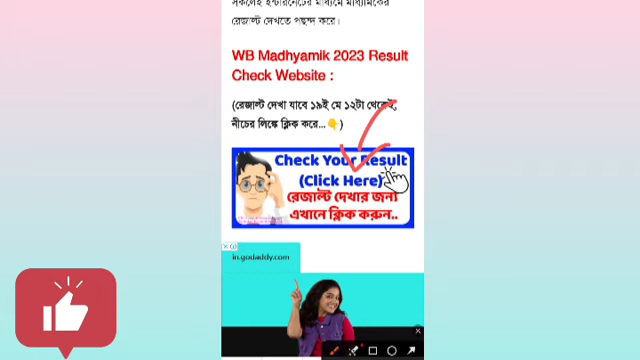 সকলেই ইন্টারনেটের মাধ্যমে মাধ্যমিকের
রেজাল্ট দেখতে পছন্দ করে।
WB Madhyamik 2023 Result
Check Website :
(রেজাল্ট দেখা যাবে ১৯ই মে ১২টা থেকেই,
নীচের লিঙ্কে ক্লিক করে...👇)
Check Your Result
(Click Here)
রেজাল্ট দেখার জন্য
এখানে ক্লিক করুন..
in.godaddy.com